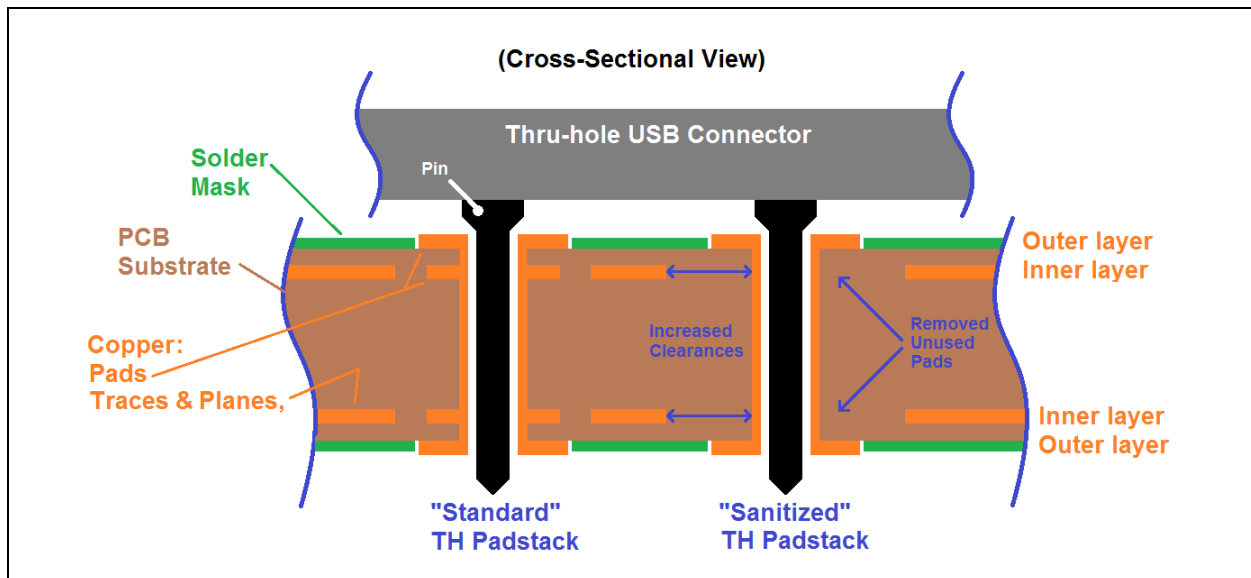 (Cross-Sectional View)
Thru-hole USB Connector
Pin
Solder
Mask
PCB
Substrate
Outer layer
Inner layer
Increased
Clearances
Removed
Unused
Pads
Copper:
Pads
Traces & Planes,
Inner layer
Outer layer
"Standard"
TH Padstack
"Sanitized"
TH Padstack